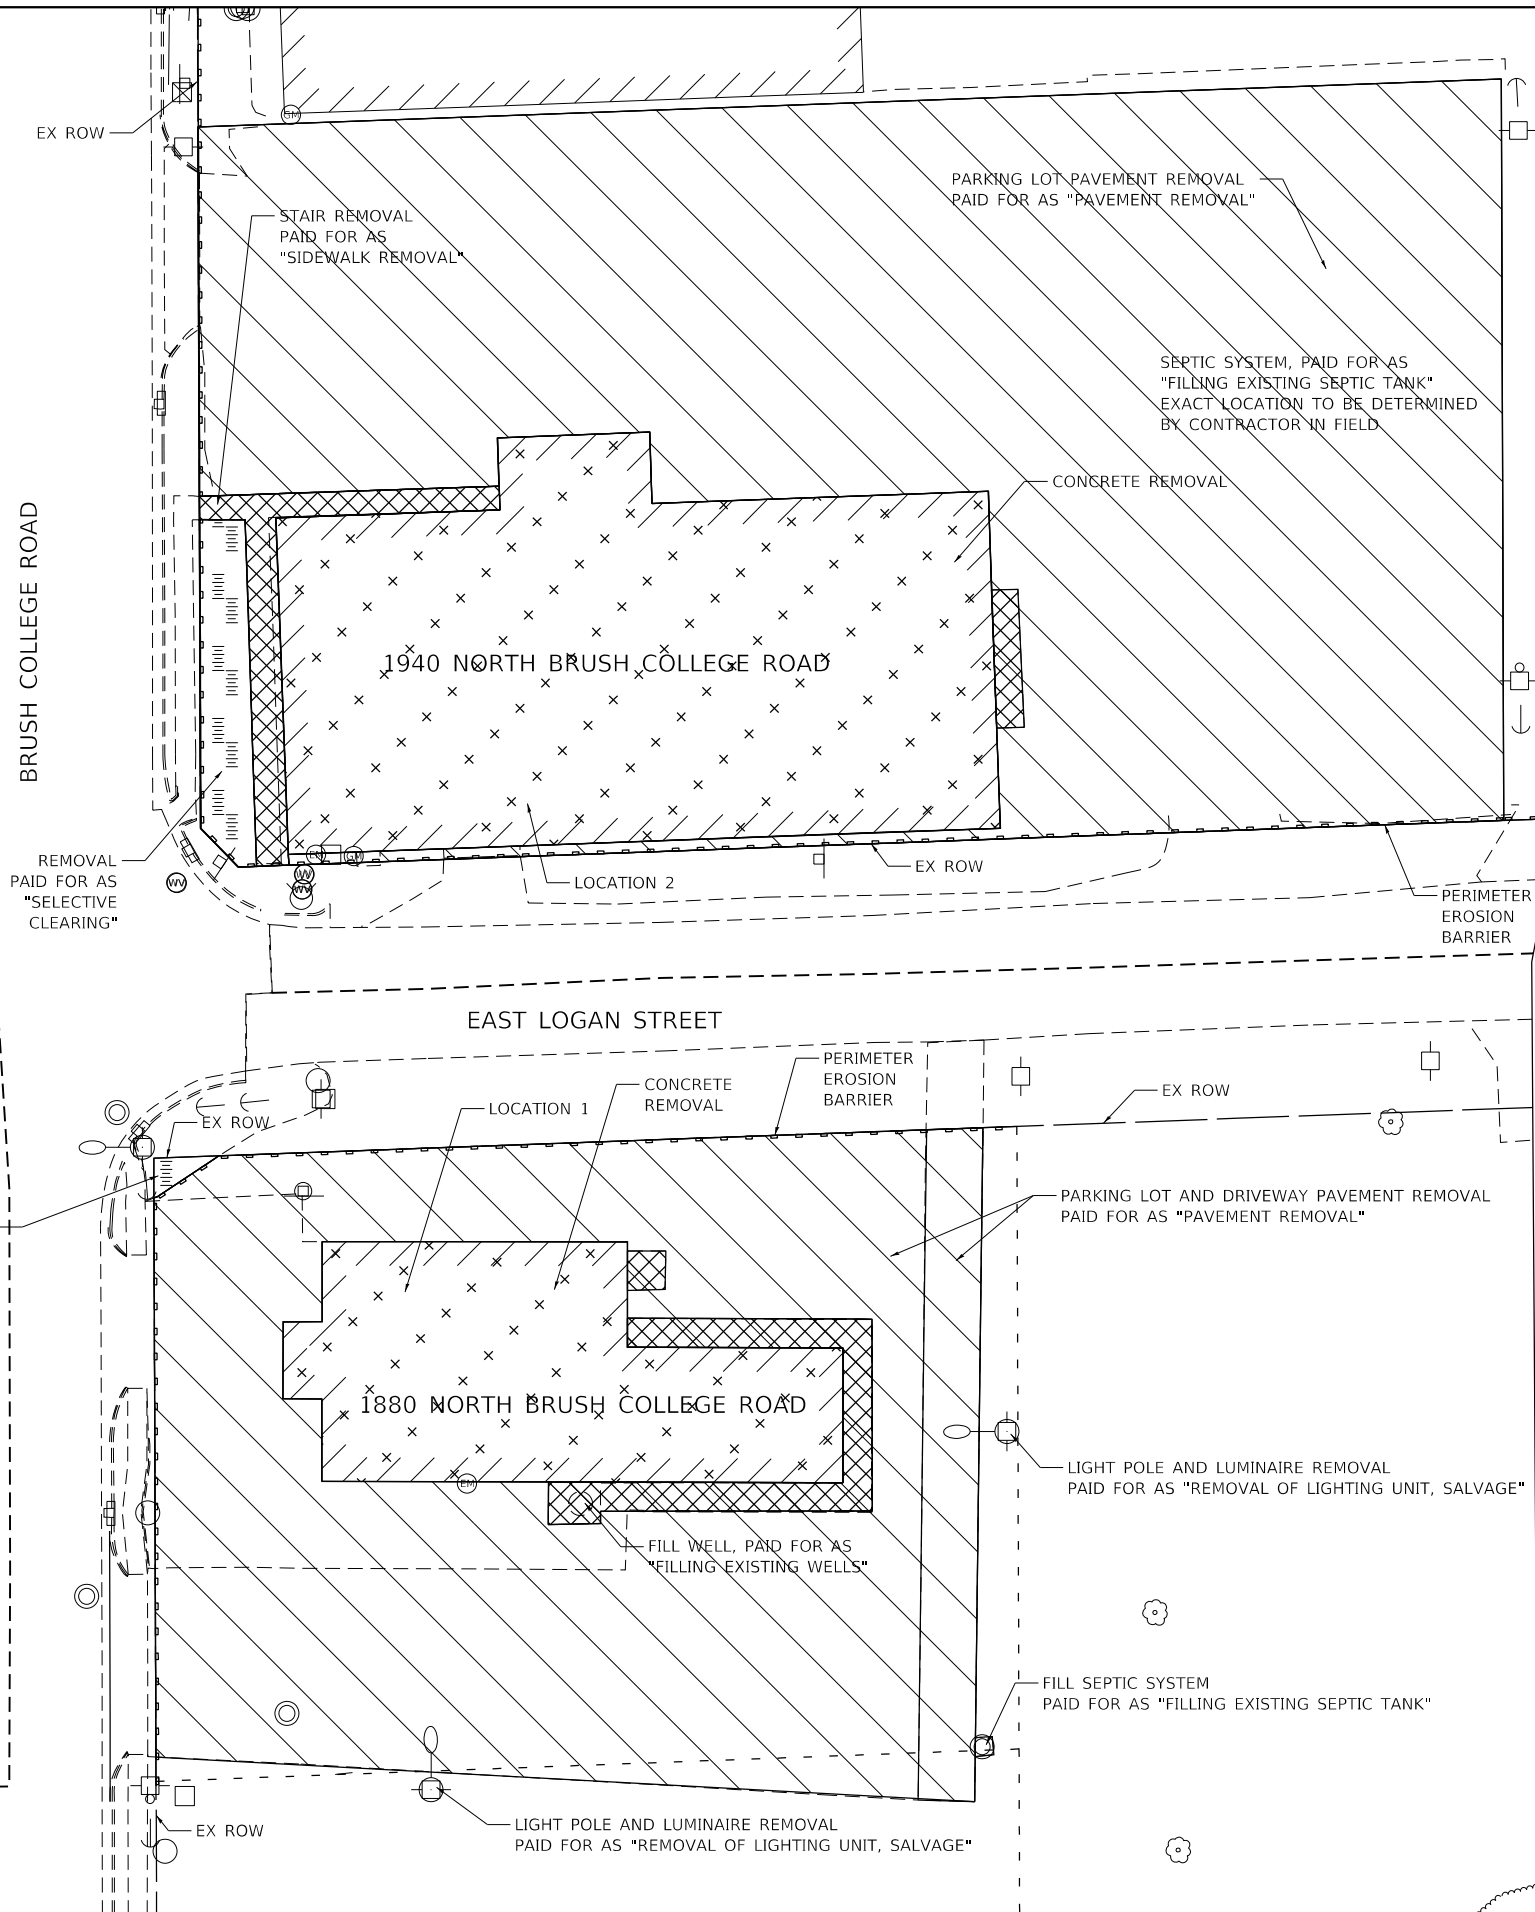 GM
EX ROW
PARKING LOT PAVEMENT REMOVAL
PAID FOR AS "PAVEMENT REMOVAL"
STAIR REMOVAL
PAID FOR AS
"SIDEWALK REMOVAL"
SEPTIC SYSTEM, PAID FOR AS
"FILLING EXISTING SEPTIC TANK"
EXACT LOCATION TO BE DETERMINED
BY CONTRACTOR IN FIELD
CONCRETE REMOVAL
BRUSH COLLEGE ROAD
1940 NORTH BRUSH COLLEGE ROAD
REMOVAL
PAID FOR AS
"SELECTIVE
CLEARING"
WV
EM
GM
WV
WV
LOCATION 2
EX ROW
PERIMETER
EROSION
BARRIER
EAST LOGAN STREET
PERIMETER
EROSION
BARRIER
CONCRETE
REMOVAL
LOCATION 1
EX ROW
EX ROW
PARKING LOT AND DRIVEWAY PAVEMENT REMOVAL
PAID FOR AS "PAVEMENT REMOVAL"
1880 NORTH BRUSH COLLEGE ROAD
EM
LIGHT POLE AND LUMINAIRE REMOVAL
PAID FOR AS "REMOVAL OF LIGHTING UNIT, SALVAGE"
FILL WELL, PAID FOR AS
"FILLING EXISTING WELLS"
FILL SEPTIC SYSTEM
PAID FOR AS "FILLING EXISTING SEPTIC TANK"
LIGHT POLE AND LUMINAIRE REMOVAL
PAID FOR AS "REMOVAL OF LIGHTING UNIT, SALVAGE"
EX ROW